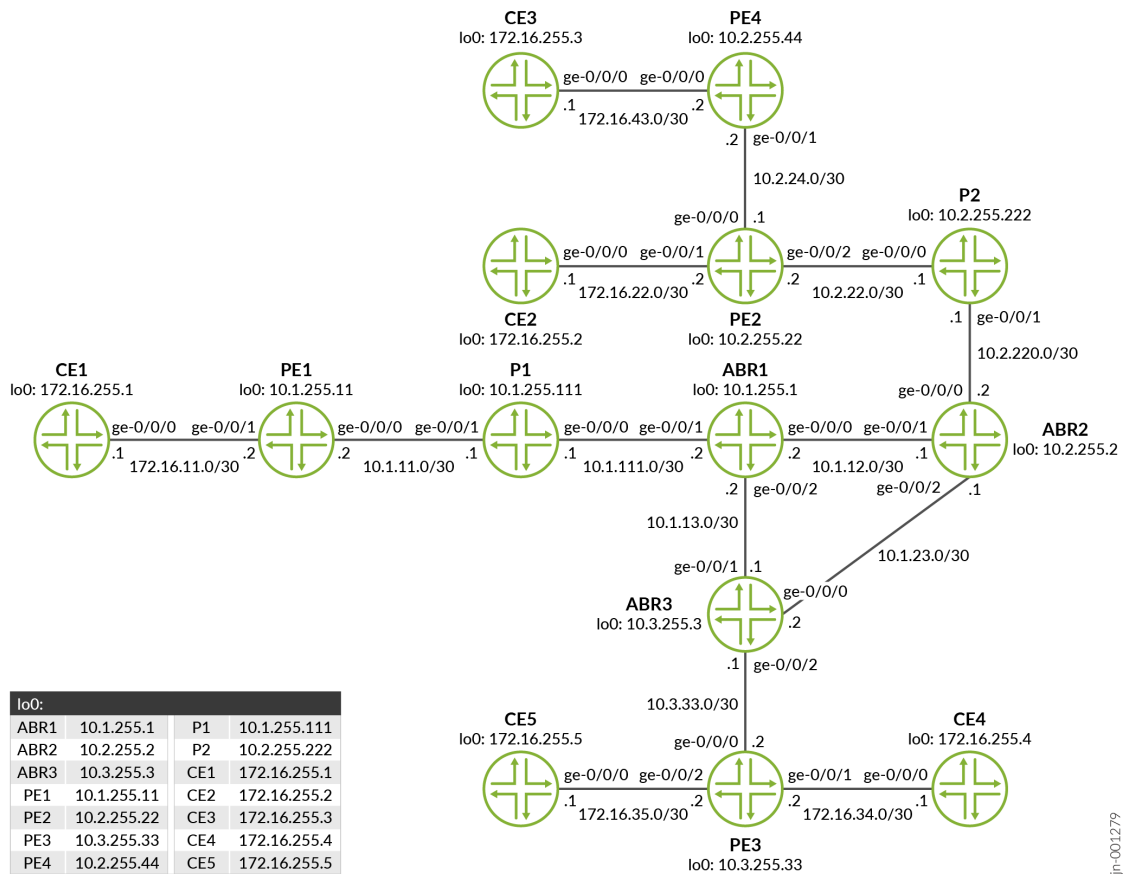 CE3
lo0: 172.16.255.3
PE4
lo0: 10.2.255.44
ge-0/0/0
ge-0/0/0
.1
.2
172.16.43.0/30
.2
ge-0/0/1
10.2.24.0/30
ge-0/0/0
.1
P2
lo0: 10.2.255.222
ge-0/0/0
ge-0/0/1
.1
.2
172.16.22.0/30
ge-0/0/2
ge-0/0/0
.2
.1
10.2.22.0/30
CE2
lo0: 172.16.255.2
PE2
lo0: 10.2.255.22
.1
ge-0/0/1
10.2.220.0/30
ge-0/0/0
.2
CE1
lo0: 172.16.255.1
PE1
lo0: 10.1.255.11
P1
lo0: 10.1.255.111
ABR1
lo0: 10.1.255.1
ABR2
lo0: 10.2.255.2
ge-0/0/0
ge-0/0/1
.1
.2
172.16.11.0/30
ge-0/0/0
ge-0/0/1
.2
.1
10.1.11.0/30
ge-0/0/0
ge-0/0/1
.1
.2
10.1.111.0/30
ge-0/0/0
ge-0/0/1
.2
.1
10.1.12.0/30
.2
ge-0/0/2
10.1.13.0/30
ge-0/0/1
.1
ge-0/0/2
.1
10.1.23.0/30
ge-0/0/0
.2
ABR3
lo0: 10.3.255.3
.1
ge-0/0/2
10.3.33.0/30
ge-0/0/0
.2
CE5
lo0: 172.16.255.5
CE4
lo0: 172.16.255.4
ge-0/0/0
ge-0/0/2
.1
.2
172.16.35.0/30
ge-0/0/1
ge-0/0/0
.2
.1
172.16.34.0/30
PE3
lo0: 10.3.255.33
lo0:
ABR1 10.1.255.1 P1 10.1.255.111
ABR2 10.2.255.2 P2 10.2.255.222
ABR3 10.3.255.3 CE1 172.16.255.1
PE1 10.1.255.11 CE2 172.16.255.2
PE2 10.2.255.22 CE3 172.16.255.3
PE3 10.3.255.33 CE4 172.16.255.4
PE4 10.2.255.44 CE5 172.16.255.5
jn-001279